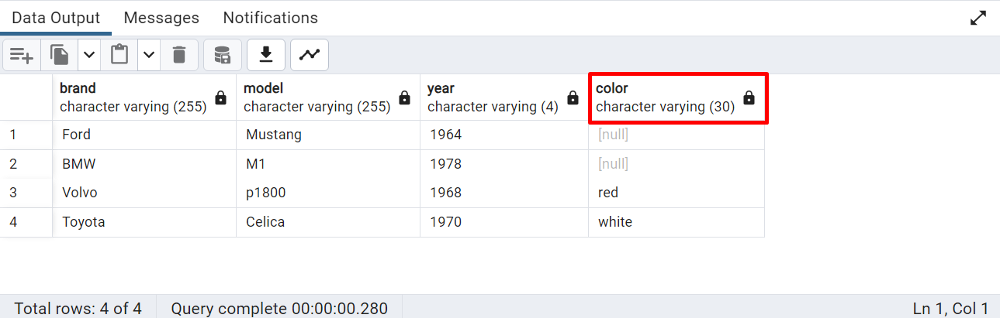 Data Output Messages Notifications
brand model year color
character varying (255) character varying (255) character varying (4) character varying (30)
1 Ford Mustang 1964 [null]
2 BMW M1 1978 [null]
3 Volvo p1800 1968 red
4 Toyota Celica 1970 white
Total rows: 4 of 4 Query complete 00:00:00.280 Ln 1, Col 1